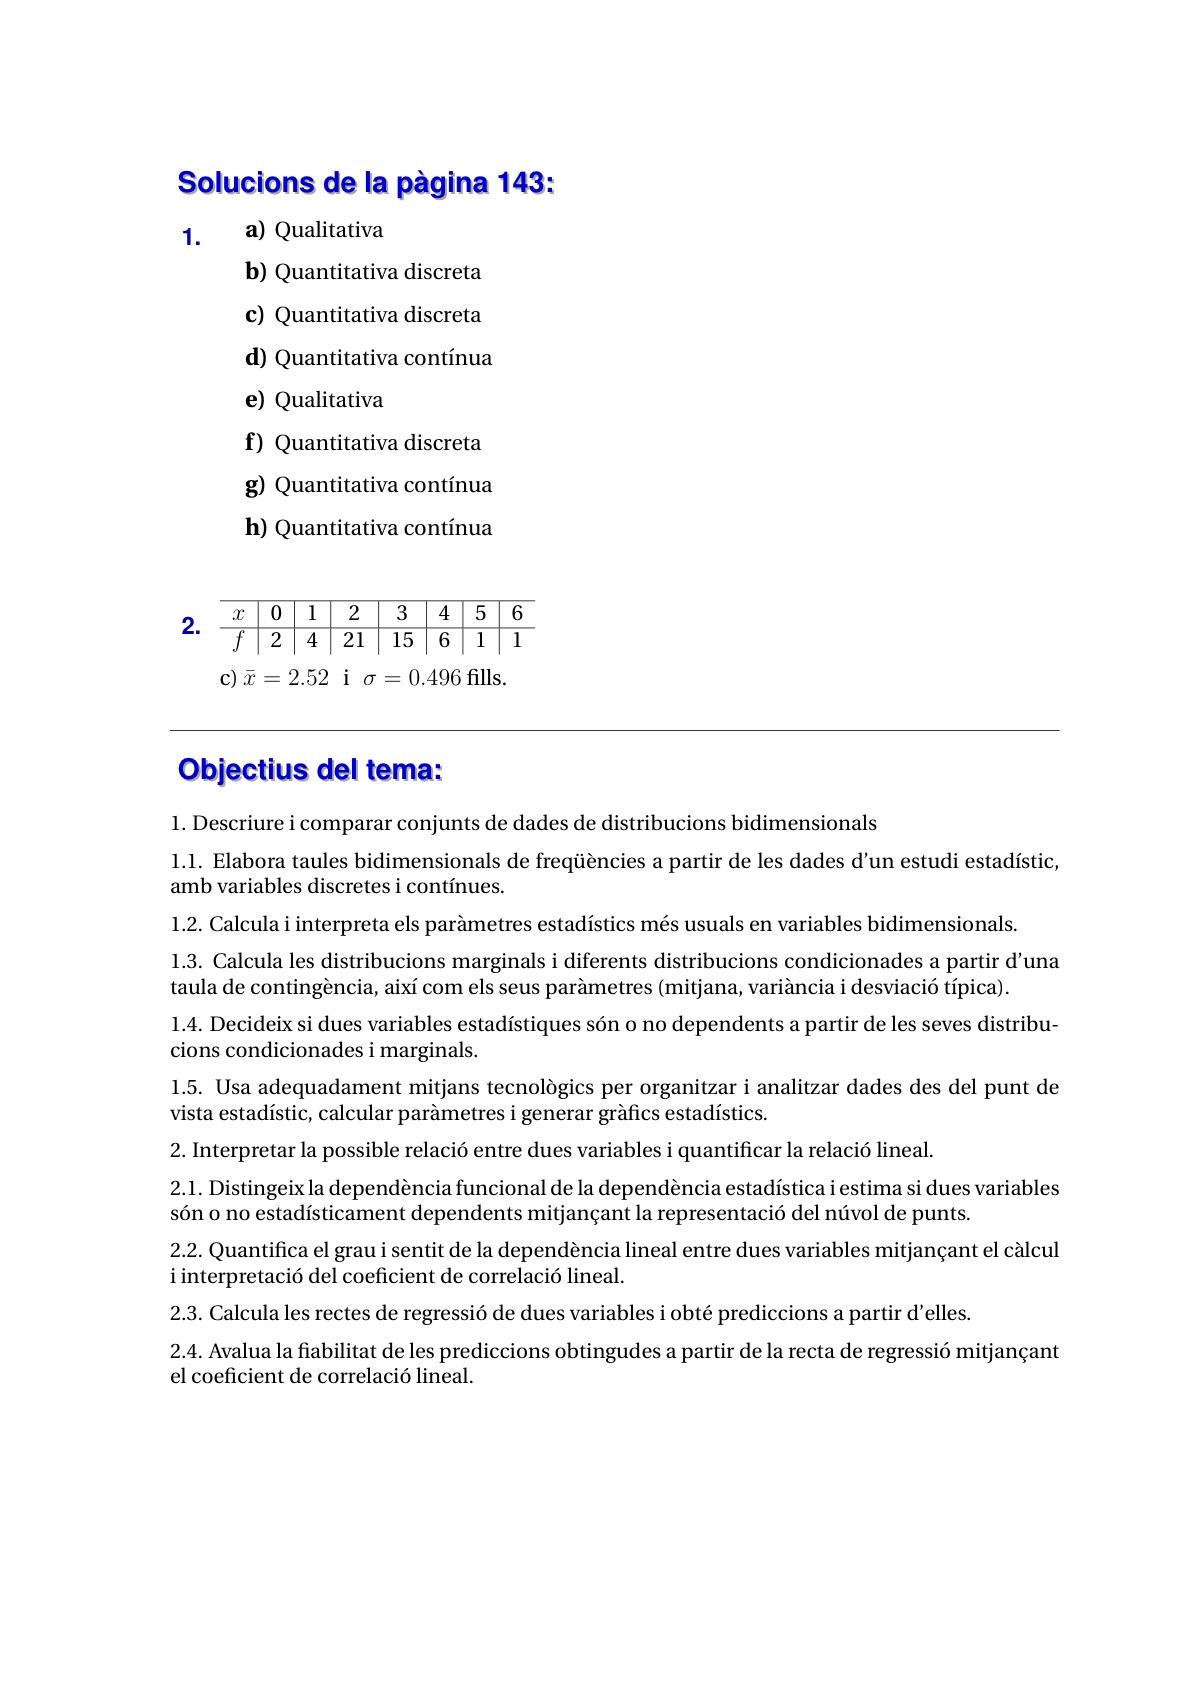 Solucions de la pàgina 143:
1. a) Qualitativa
b) Quantitativa discreta
c) Quantitativa discreta
d) Quantitativa contínua
e) Qualitativa
f) Quantitativa discreta
g) Quantitativa contínua
h) Quantitativa contínua
2. x 0 1 2 3 4 5 6
f 2 4 21 15 6 1 1
c) x̄ = 2.52 i σ = 0.496 fills.
Objectius del tema:
1. Descriure i comparar conjunts de dades de distribucions bidimensionals
1.1. Elabora taules bidimensionals de freqüències a partir de les dades d'un estudi estadístic,
amb variables discretes i contínues.
1.2. Calcula i interpreta els paràmetres estadístics més usuals en variables bidimensionals.
1.3. Calcula les distribucions marginals i diferents distribucions condicionades a partir d'una
taula de contingència, així com els seus paràmetres (mitjana, variància i desviació típica).
1.4. Decideix si dues variables estadístiques són o no dependents a partir de les seves distribu-
cions condicionades i marginals.
1.5. Usa adequadament mitjans tecnològics per organitzar i analitzar dades des del punt de
vista estadístic, calcular paràmetres i generar gràfics estadístics.
2. Interpretar la possible relació entre dues variables i quantificar la relació lineal.
2.1. Distingeix la dependència funcional de la dependència estadística i estima si dues variables
són o no estadísticament dependents mitjançant la representació del núvol de punts.
2.2. Quantifica el grau i sentit de la dependència lineal entre dues variables mitjançant el càlcul
i interpretació del coeficient de correlació lineal.
2.3. Calcula les rectes de regressió de dues variables i obté prediccions a partir d'elles.
2.4. Avalua la fiabilitat de les prediccions obtingudes a partir de la recta de regressió mitjançant
el coeficient de correlació lineal.